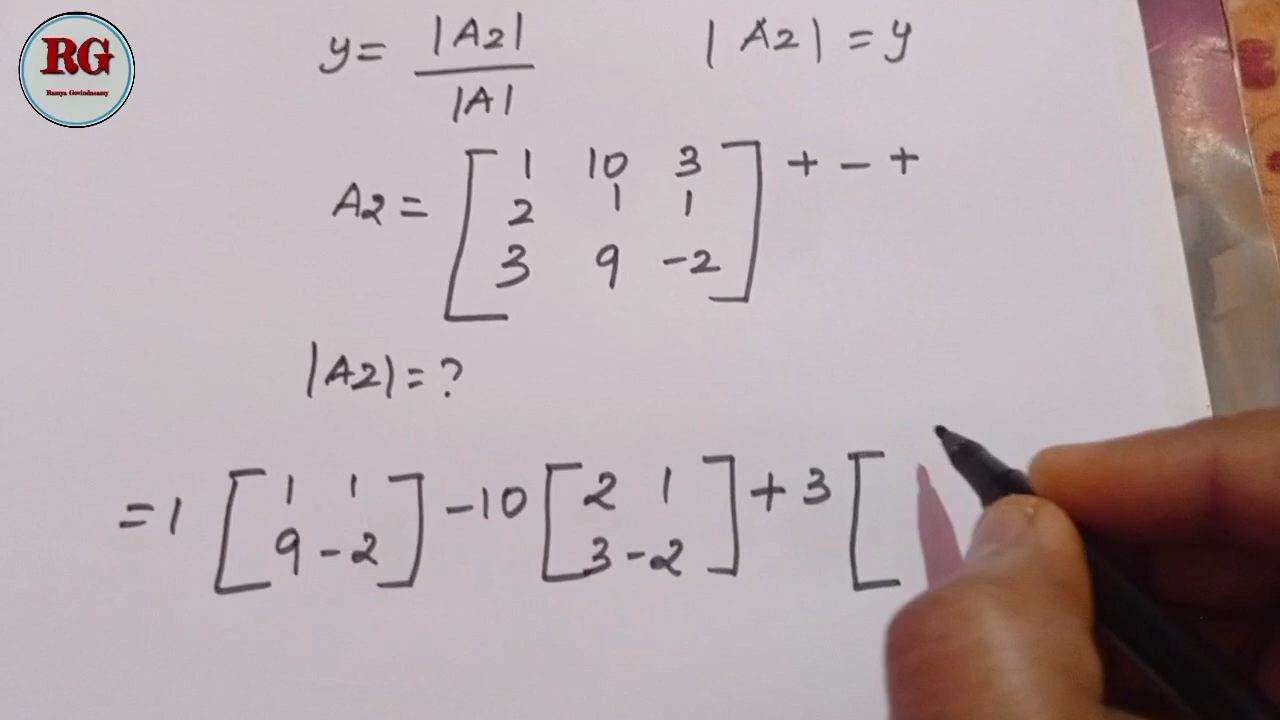 RG
Ramya Govindasamy
y = |A2| / |A|    |A2| = y
A2 = [ 1 10 3 ] + - +
2 1 1
3 9 -2
|A2| = ?
= 1 [ 1 1 ] - 10 [ 2 1 ] + 3 [
9 -2    3 -2